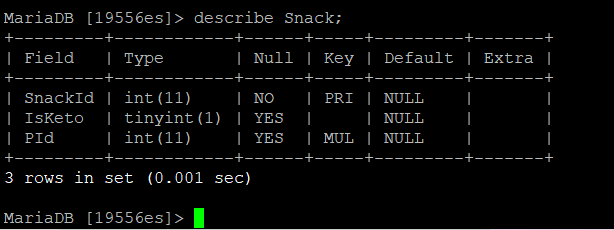 MariaDB [19556es]> describe Snack;
+---------+------------+------+-----+---------+-------+
| Field   | Type       | Null | Key | Default | Extra |
+---------+------------+------+-----+---------+-------+
| SnackId | int(11)    | NO   | PRI | NULL    |       |
| IsKeto  | tinyint(1) | YES  |     | NULL    |       |
| PId     | int(11)    | YES  | MUL | NULL    |       |
+---------+------------+------+-----+---------+-------+
3 rows in set (0.001 sec)
MariaDB [19556es]>